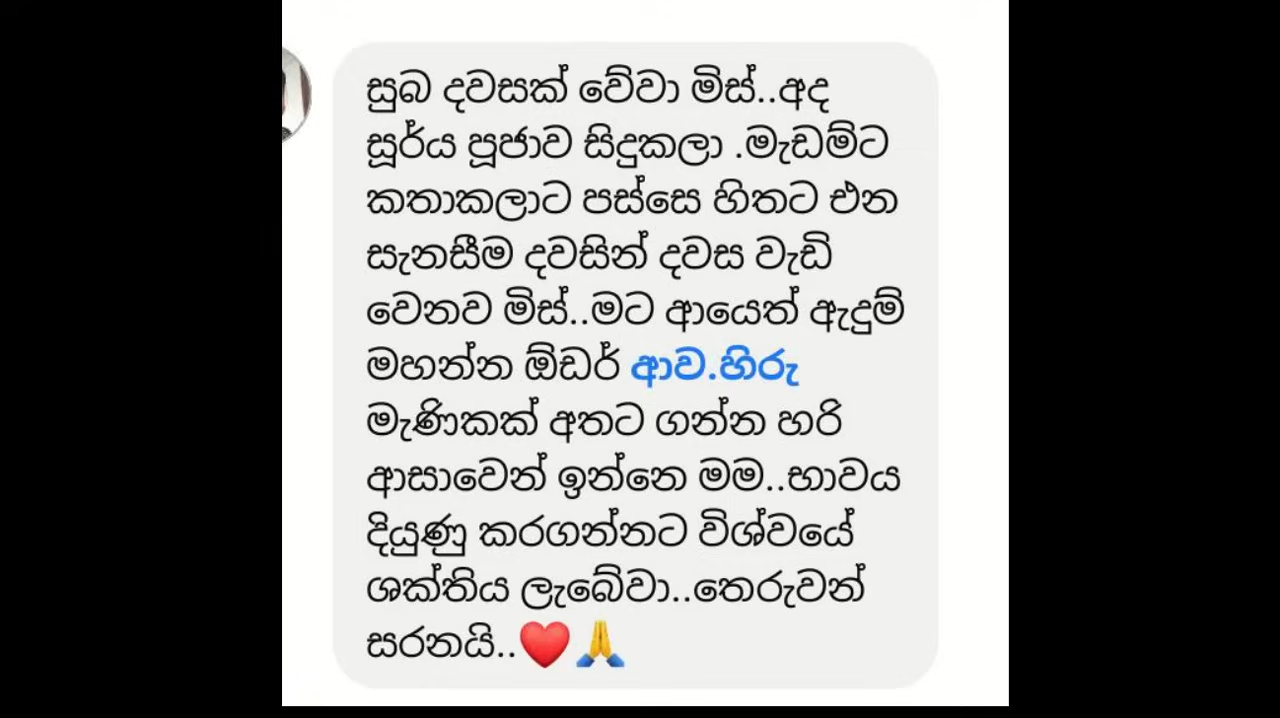 සුබ දවසක් වේවා මිස්..අද
සූර්ය පූජාව සිදුකලා .මැඩම්ට
කතාකලාට පස්සෙ හිතට එන
සැනසීම දවසින් දවස වැඩි
වෙනව මිස්..මට ආයෙත් ඇදුම්
මහන්න ඕඩර් ආව.හිරු
මැණිකක් අතට ගන්න හරි
ආසාවෙන් ඉන්නෙ මම..භාවය
දියුණු කරගන්නට විශ්වයේ
ශක්තිය ලැබේවා..තෙරුවන්
සරනයි..❤️🙏